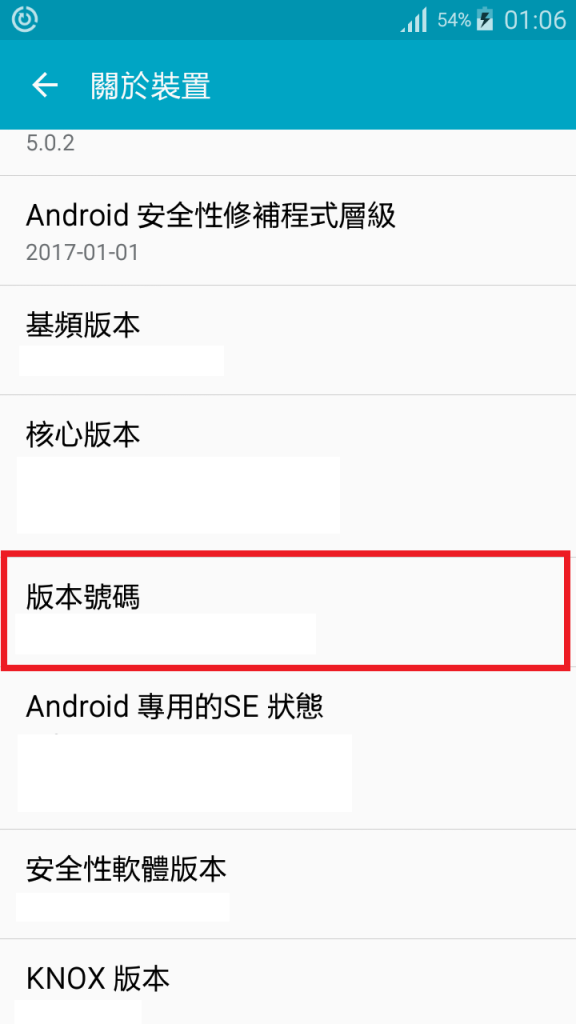 54% 01:06
關於裝置
5.0.2
Android 安全性修補程式層級
2017-01-01
基頻版本
核心版本
版本號碼
Android 專用的SE 狀態
安全性軟體版本
KNOX 版本